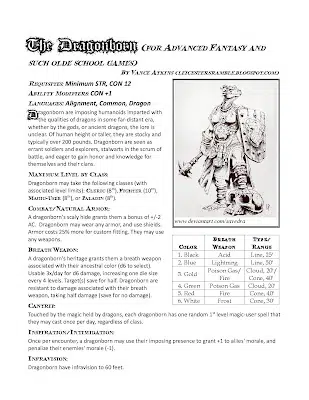 The Dragonborn (for Advanced Fantasy and
such olde school games)
By Vance Atkins (leicestersramble.blogspot.com)
Requisites: Minimum STR, CON 12
Ability Modifiers CON +1
Languages: Alignment, Common, Dragon
Dragonborn are imposing humanoids imparted with
the qualities of dragons in some far-distant era,
whether by the gods, or ancient dragons, the lore is
unclear. Of human height or taller, they are stocky and
typically over 200 pounds. Dragonborn are seen as
errant soldiers and explorers, stalwarts in the scrum of
battle, and eager to gain honor and knowledge for
themselves and their clans.
Maximum Level by Class:
Dragonborn may take the following classes (with
associated level limits): Cleric (8th), Fighter (10th),
Magic-User (8th), or Paladin (8th).
Combat/Natural Armor:
A dragonborn's scaly hide grants them a bonus of +/-2
AC. Dragonborn may wear any armor, and use shields.
Armor costs 25% more for custom fitting. They may use
any weapons.
Breath Weapon:
A dragonborn's heritage grants them a breath weapon
associated with their ancestral color (d6 to select).
Usable 3x/day for d6 damage, increasing one die size
every 4 levels. Target(s) save for half. Dragonborn are
resistant to damage associated with their breath
weapon, taking half damage (save for no damage).
www.deviantart.com/savedra
Color Breath Weapon Type/Range
1. Black Acid Line, 25'
2. Blue Lightning Line, 50'
3. Gold Poison Gas/Fire Cloud, 20'/Cone, 40'
4. Green Poison Gas Cloud, 20'
5. Red Fire Cone, 40'
6. White Frost Cone, 30'
Cantrip:
Touched by the magic held by dragons, each dragonborn has one random 1st level magic-user spell that
they may cast once per day, regardless of class.
Inspiration/Intimidation:
Once per encounter, a dragonborn may use their imposing presence to grant +1 to allies' morale, and
penalize their enemies' morale (-1).
Infravision:
Dragonborn have infravision to 60 feet.